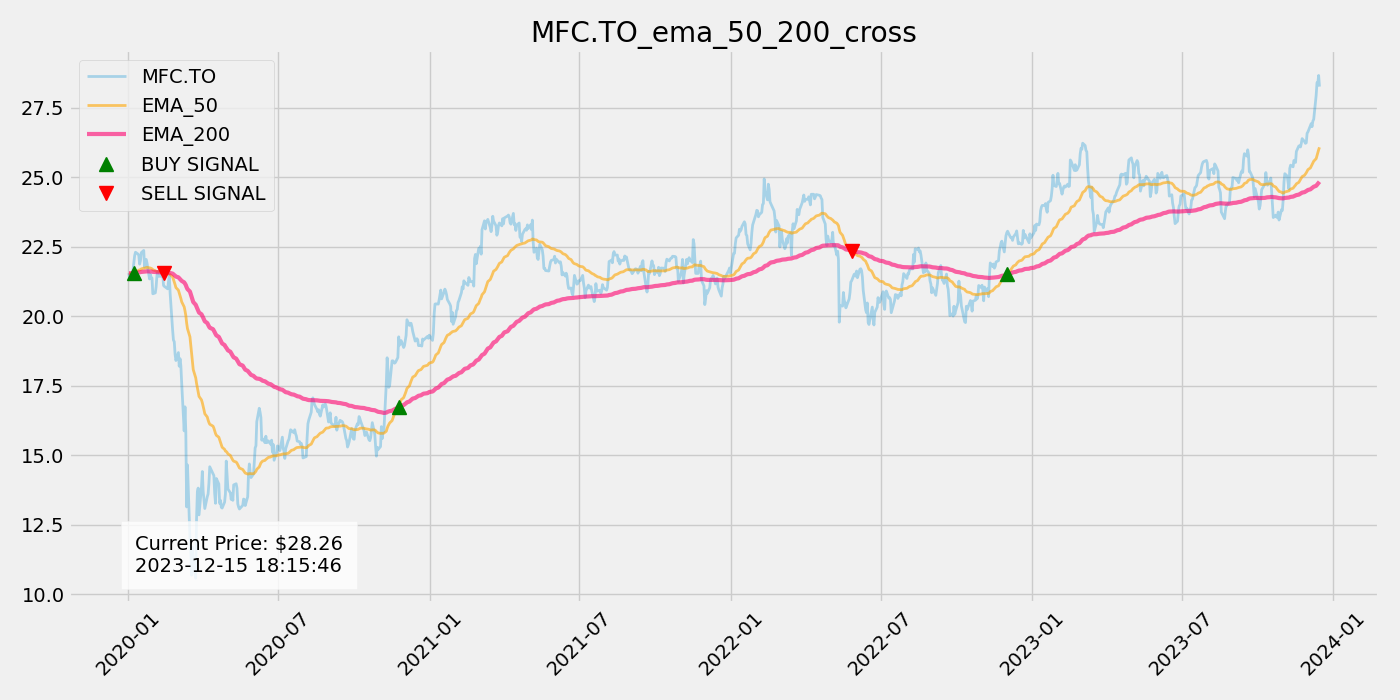 MFC.TO_ema_50_200_cross
MFC.TO
EMA_50
EMA_200
BUY SIGNAL
SELL SIGNAL
27.5
25.0
22.5
20.0
17.5
15.0
12.5
10.0
Current Price: $28.26
2023-12-15 18:15:46
2020-01
2020-07
2021-01
2021-07
2022-01
2022-07
2023-01
2023-07
2024-01